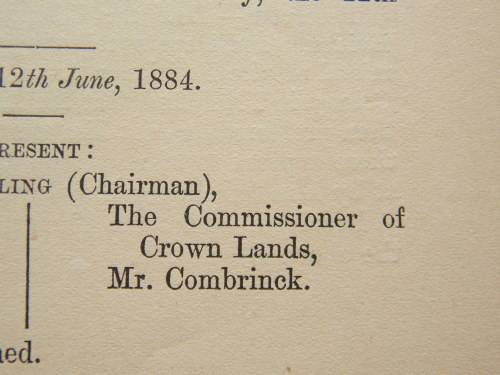 12th June, 1884.
RESENT:
LING (Chairman),
The Commissioner of
Crown Lands,
Mr. Combrinck.
ned.